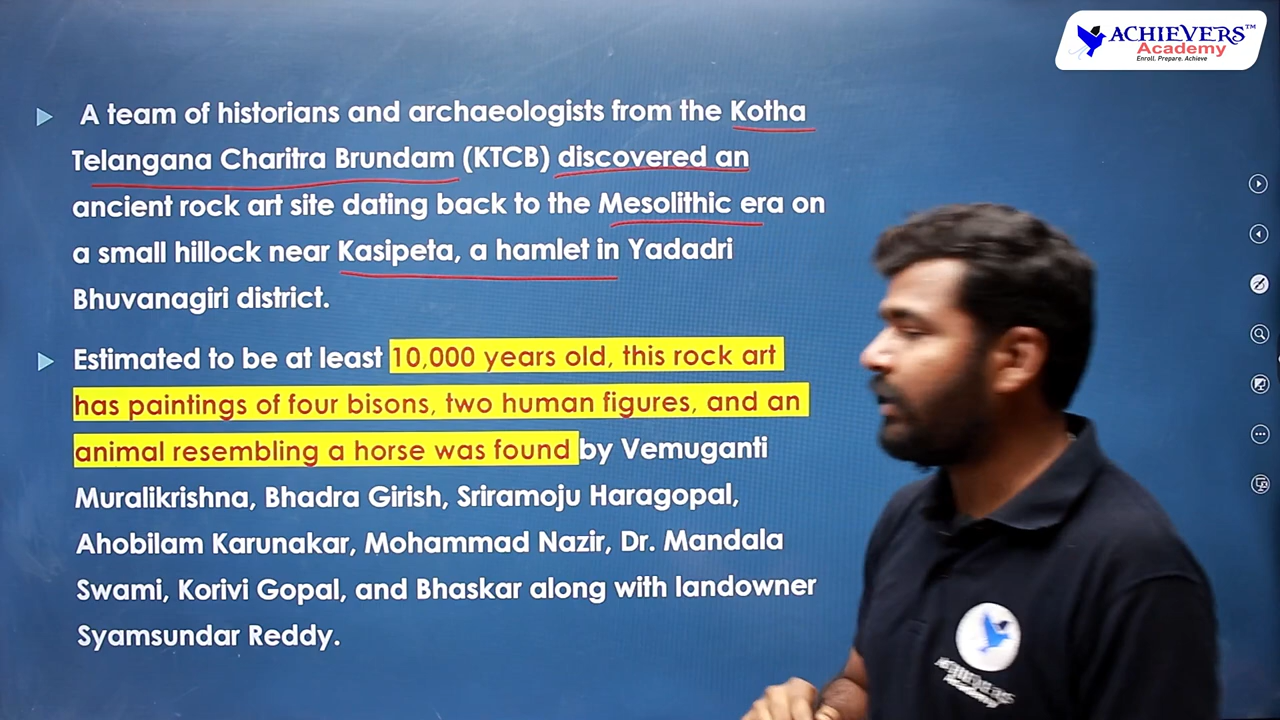 ACHIEVERS™
Academy
Enroll. Prepare. Achieve
A team of historians and archaeologists from the Kotha
Telangana Charitra Brundam (KTCB) discovered an
ancient rock art site dating back to the Mesolithic era on
a small hillock near Kasipeta, a hamlet in Yadadri
Bhuvanagiri district.
Estimated to be at least 10,000 years old, this rock art
has paintings of four bisons, two human figures, and an
animal resembling a horse was found by Vemuganti
Muralikrishna, Bhadra Girish, Sriramoju Haragopal,
Ahobilam Karunakar, Mohammad Nazir, Dr. Mandala
Swami, Korivi Gopal, and Bhaskar along with landowner
Syamsundar Reddy.
ACHIEVERS
Academy